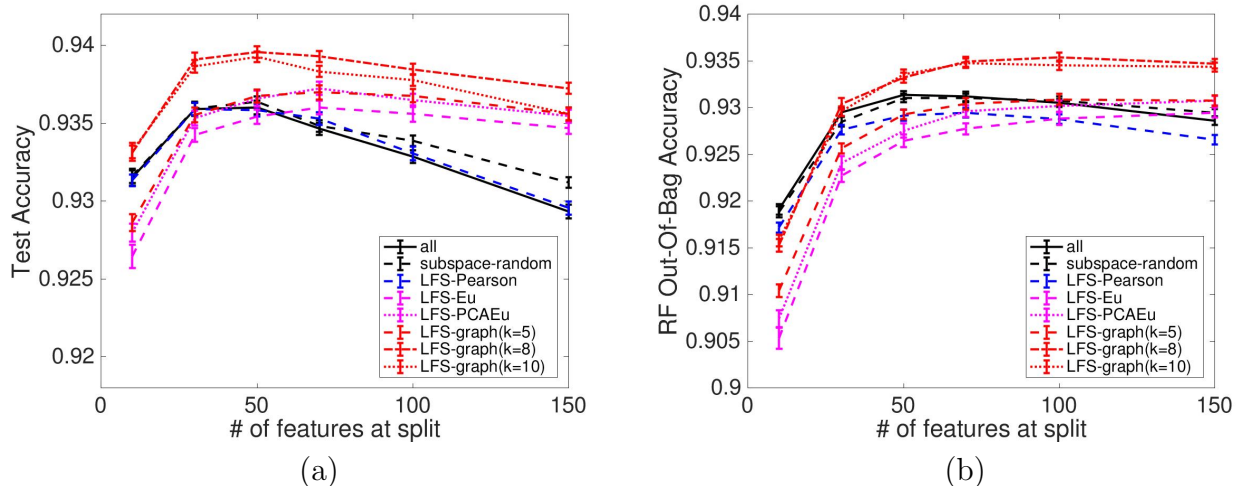 0.94
0.935
0.93
0.925
0.92
Test Accuracy
0
50
100
150
# of features at split
all
subspace-random
LFS-Pearson
LFS-Eu
LFS-PCAEu
LFS-graph(k=5)
LFS-graph(k=8)
LFS-graph(k=10)
(a)
0.94
0.935
0.93
0.925
0.92
0.915
0.91
0.905
0.9
RF Out-Of-Bag Accuracy
0
50
100
150
# of features at split
all
subspace-random
LFS-Pearson
LFS-Eu
LFS-PCAEu
LFS-graph(k=5)
LFS-graph(k=8)
LFS-graph(k=10)
(b)